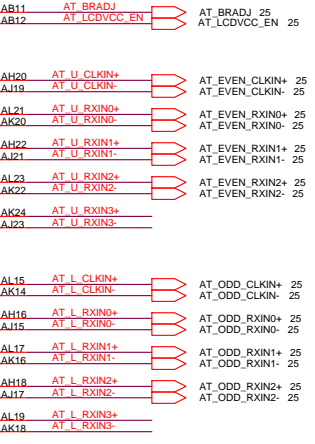 AB11 AT_BRADJ AT_BRADJ 25
AB12 AT_LCDVCC_EN AT_LCDVCC_EN 25
AH20 AT_U_CLKIN+ AT_EVEN_CLKIN+ 25
AJ19 AT_U_CLKIN- AT_EVEN_CLKIN- 25
AL21 AT_U_RXIN0+ AT_EVEN_RXIN0+ 25
AK20 AT_U_RXIN0- AT_EVEN_RXIN0- 25
AH22 AT_U_RXIN1+ AT_EVEN_RXIN1+ 25
AJ21 AT_U_RXIN1- AT_EVEN_RXIN1- 25
AL23 AT_U_RXIN2+ AT_EVEN_RXIN2+ 25
AK22 AT_U_RXIN2- AT_EVEN_RXIN2- 25
AK24 AT_U_RXIN3+
AJ23 AT_U_RXIN3-
AL15 AT_L_CLKIN+ AT_ODD_CLKIN+ 25
AK14 AT_L_CLKIN- AT_ODD_CLKIN- 25
AH16 AT_L_RXIN0+ AT_ODD_RXIN0+ 25
AJ15 AT_L_RXIN0- AT_ODD_RXIN0- 25
AL17 AT_L_RXIN1+ AT_ODD_RXIN1+ 25
AK16 AT_L_RXIN1- AT_ODD_RXIN1- 25
AH18 AT_L_RXIN2+ AT_ODD_RXIN2+ 25
AJ17 AT_L_RXIN2- AT_ODD_RXIN2- 25
AL19 AT_L_RXIN3+
AK18 AT_L_RXIN3-